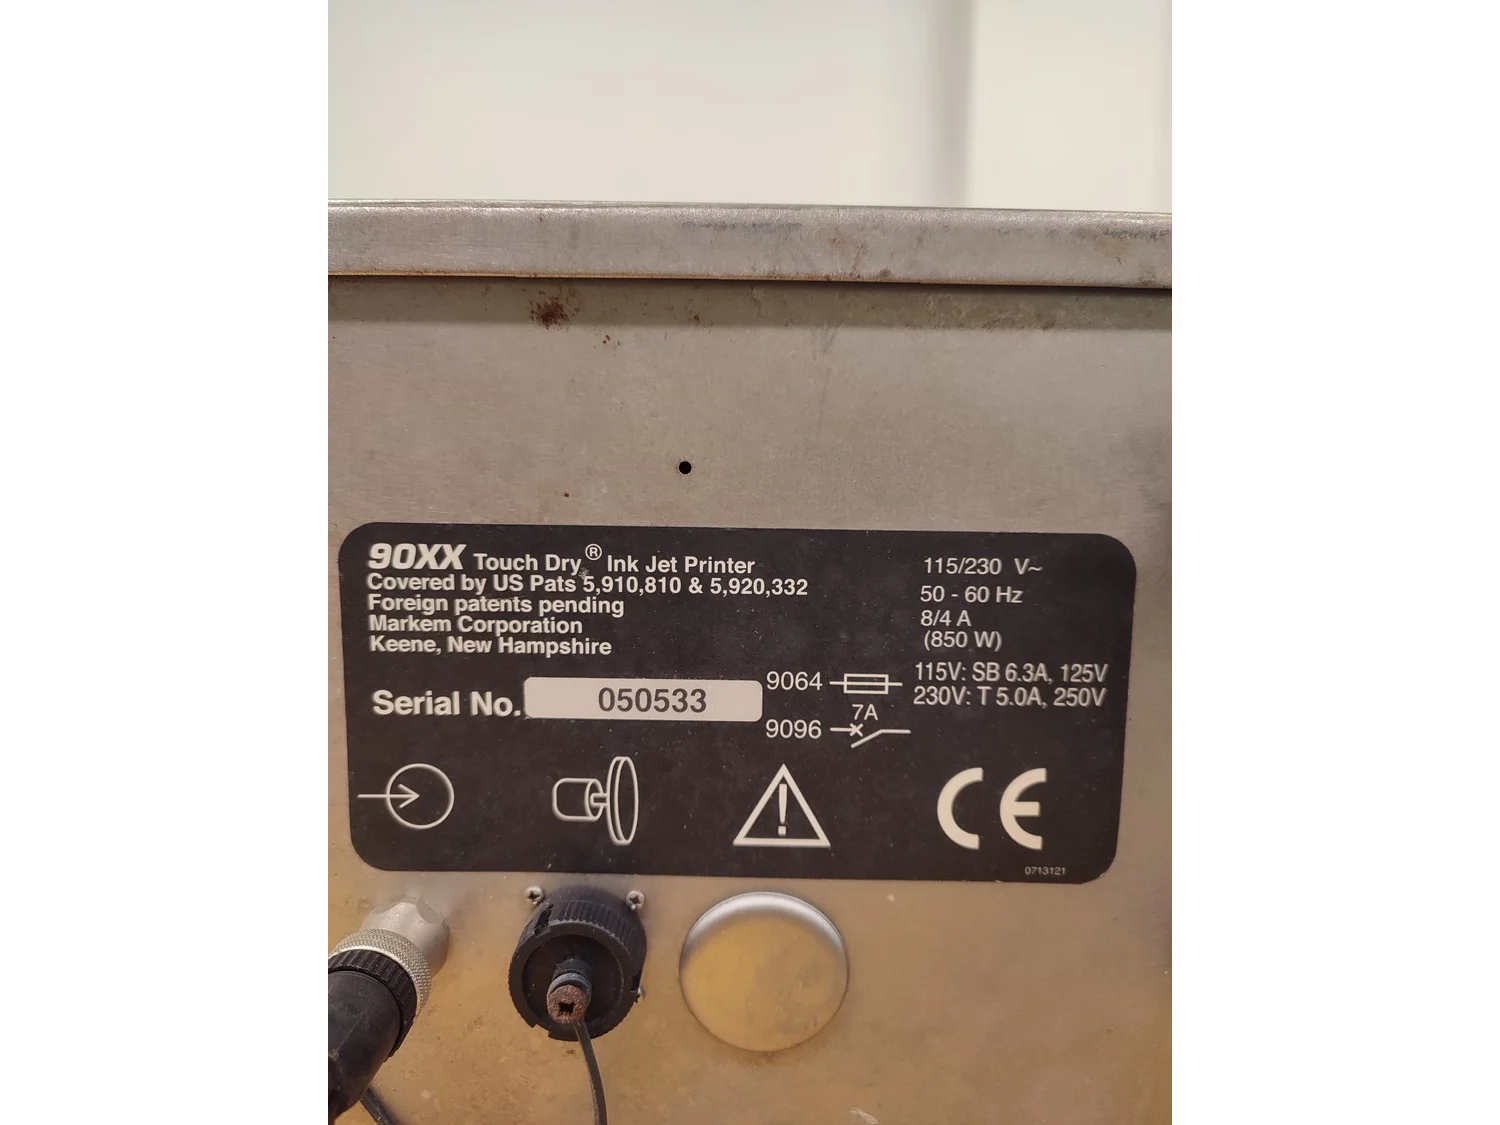 90XX Touch Dry® Ink Jet Printer
Covered by US Pats 5,910,810 & 5,920,332
Foreign patents pending
Markem Corporation
Keene, New Hampshire
115/230 V~
50 - 60 Hz
8/4 A
(850 W)
Serial No. 050533
9064 115V: SB 6.3A, 125V
230V: T 5.0A, 250V
7A
9096
CE
0713121